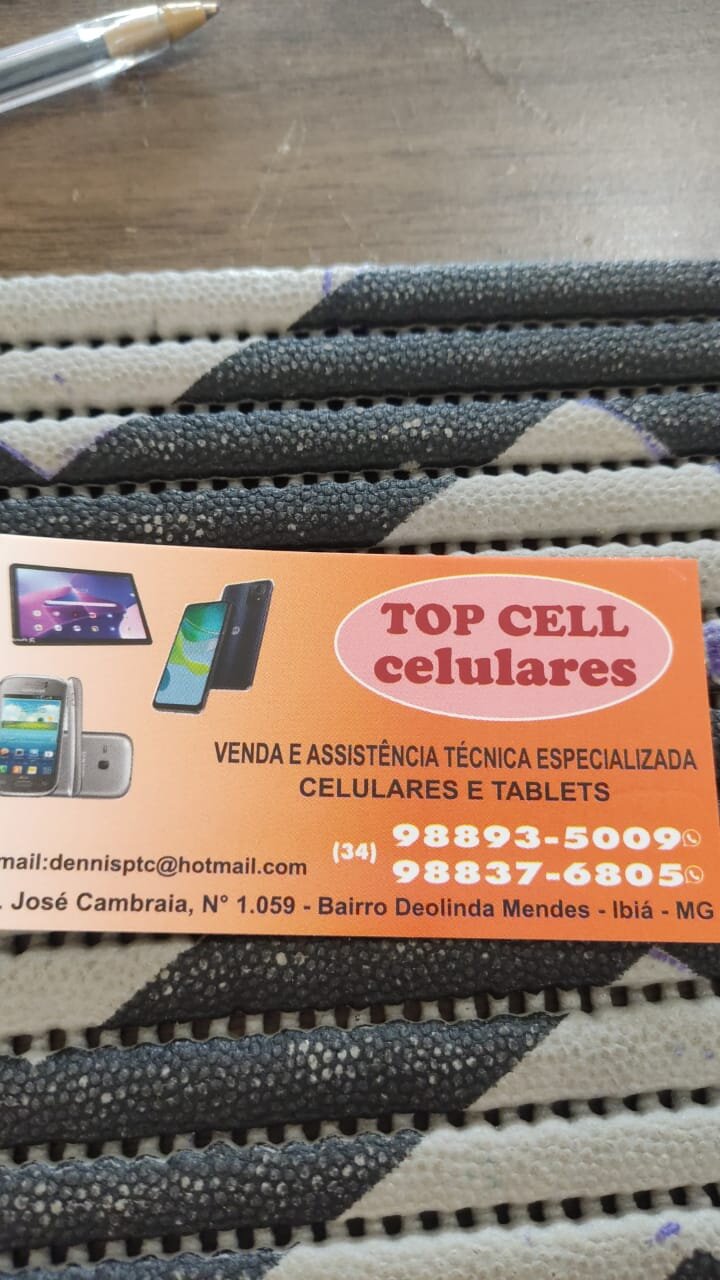 TOP CELL
celulares
VENDA E ASSISTÊNCIA TÉCNICA ESPECIALIZADA
CELULARES E TABLETS
(34) 98893-5009
98837-6805
mail:dennisptc@hotmail.com
. José Cambraia, N° 1.059 - Bairro Deolinda Mendes - Ibiá - MG